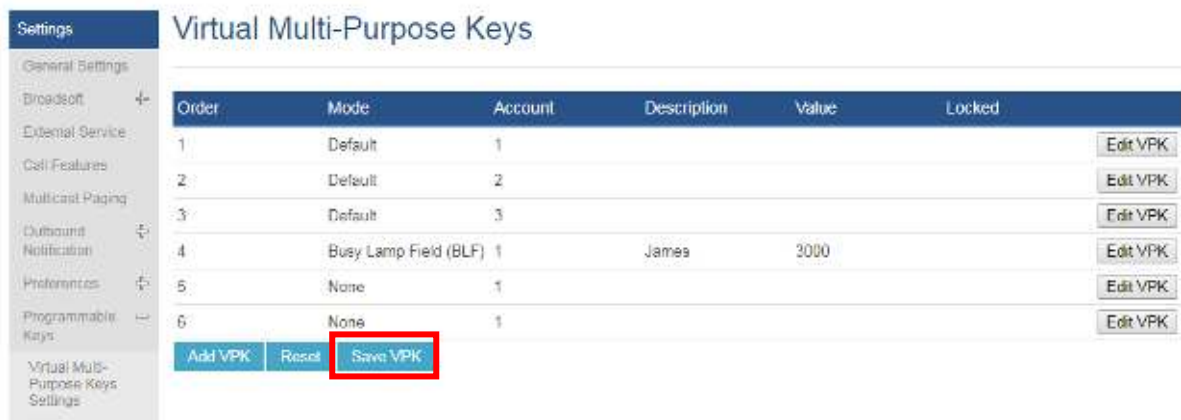 Settings
Virtual Multi-Purpose Keys
General Settings
Broadsoft
External Service
Call Features
Multicast Paging
Outbound
Notification
Preferences
Programmable
Keys
Virtual Multi-
Purpose Keys
Settings
Order Mode Account Description Value Locked
1 Default 1 Edit VPK
2 Default 2 Edit VPK
3 Default 3 Edit VPK
4 Busy Lamp Field (BLF) 1 James 3000 Edit VPK
5 None 1 Edit VPK
6 None 1 Edit VPK
Add VPK Reset Save VPK